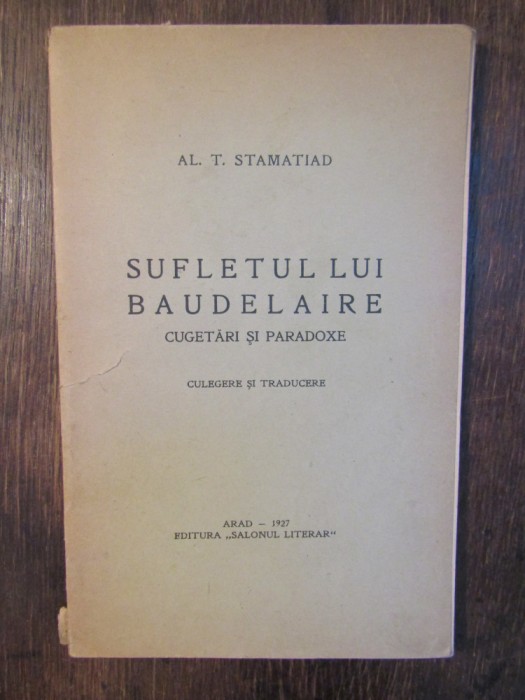 AL. T. STAMATIAD
SUFLETUL LUI
BAUDELAIRE
CUGETĂRI ȘI PARADOXE
CULEGERE ȘI TRADUCERE
ARAD — 1927
EDITURA „SALONUL LITERAR“